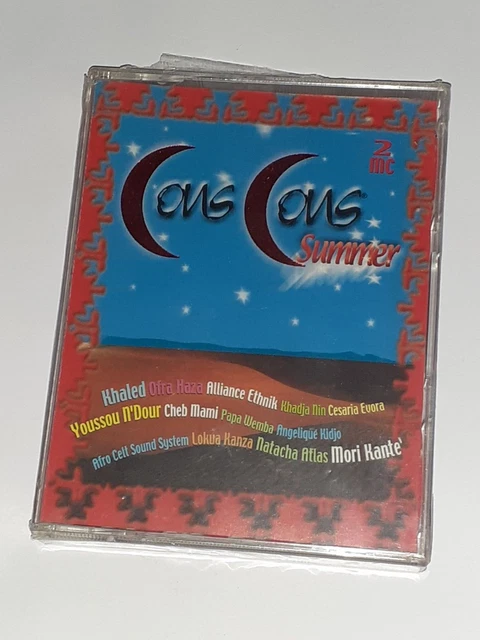 2
MC
Cous Cous
Summer
Khaled Ofra Haza Alliance Ethnik Khadja Nin Cesaria Evora
Youssou N'Dour Cheb Mami Papa Wemba Angelique Kidjo
Afro Celt Sound System Lokua Kanza Natacha Atlas Mori Kante'